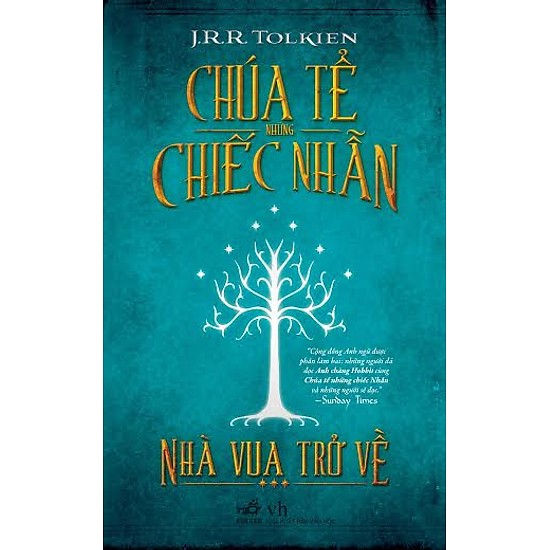 J.R.R. TOLKIEN
CHÚA TỂ
NHỮNG
CHIẾC NHẪN
"Cộng đồng Anh ngữ được
phân làm hai: những người đã
đọc Anh chàng Hobbit cùng
Chúa tể những chiếc Nhẫn
và những người sẽ đọc."
—SUNDAY TIMES
NHÀ VUA TRỞ VỀ
vh